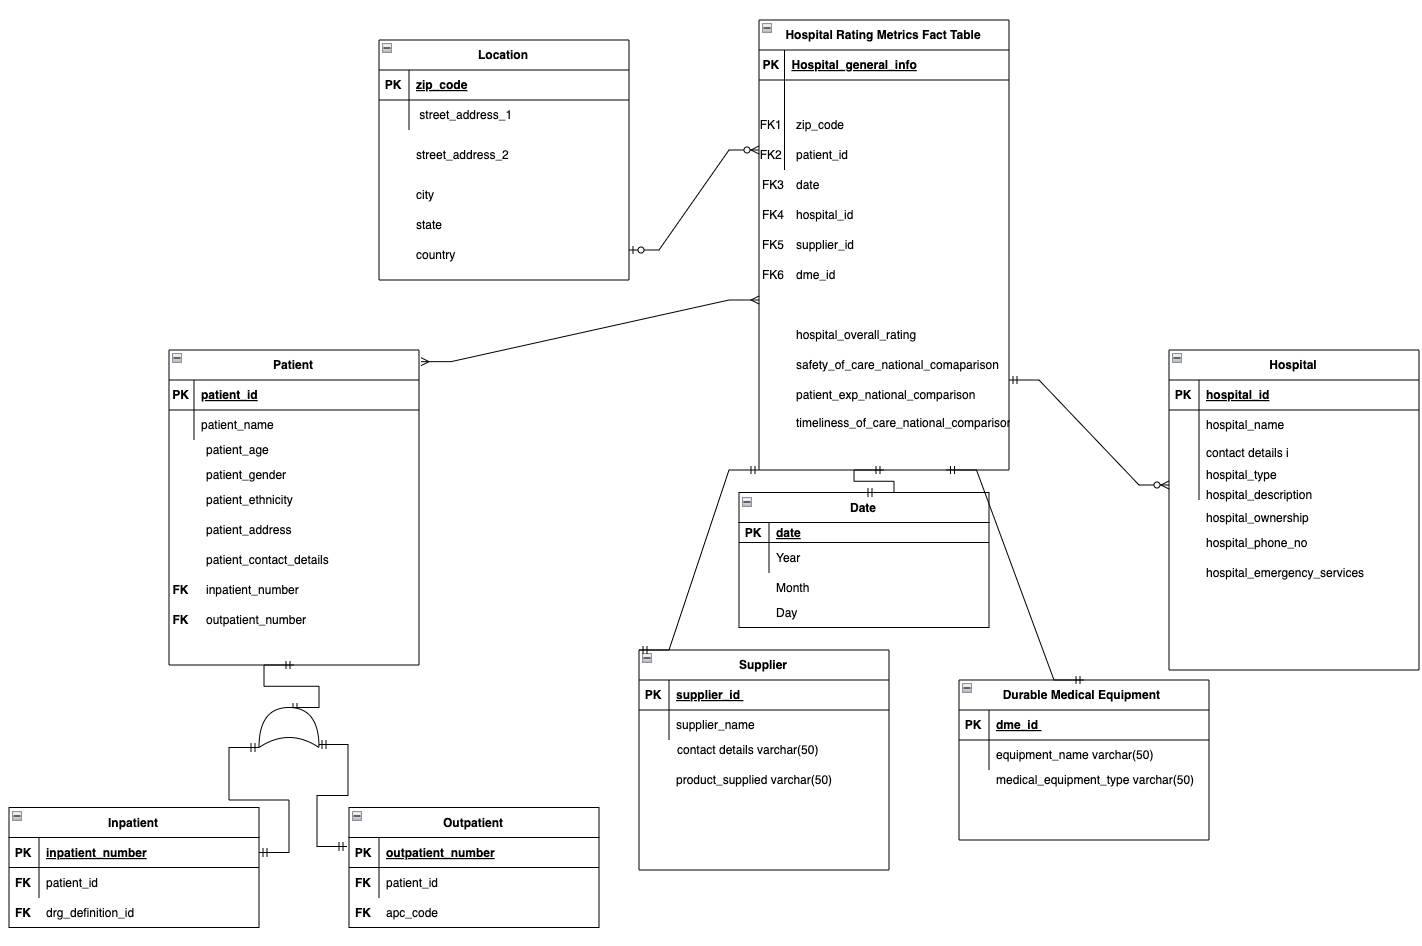 Location
PK zip_code
street_address_1
street_address_2
city
state
country
Hospital Rating Metrics Fact Table
PK Hospital_general_info
FK1 zip_code
FK2 patient_id
FK3 date
FK4 hospital_id
FK5 supplier_id
FK6 dme_id
hospital_overall_rating
safety_of_care_national_comaparison
patient_exp_national_comparison
timeliness_of_care_national_comparison
Patient
PK patient_id
patient_name
patient_age
patient_gender
patient_ethnicity
patient_address
patient_contact_details
FK inpatient_number
FK outpatient_number
Hospital
PK hospital_id
hospital_name
contact details i
hospital_type
hospital_description
hospital_ownership
hospital_phone_no
hospital_emergency_services
Date
PK date
Year
Month
Day
Supplier
PK supplier_id
supplier_name
contact details varchar(50)
product_supplied varchar(50)
Durable Medical Equipment
PK dme_id
equipment_name varchar(50)
medical_equipment_type varchar(50)
Inpatient
PK inpatient_number
FK patient_id
FK drg_definition_id
Outpatient
PK outpatient_number
FK patient_id
FK apc_code